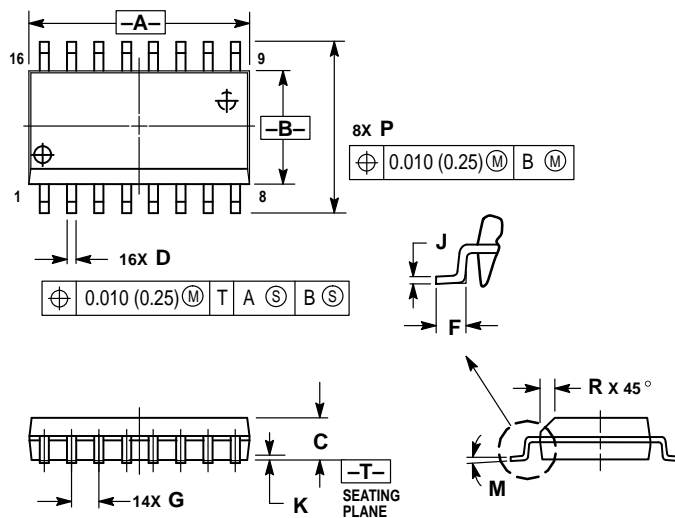 –A–
16
9
–B–
8X P
⌖ 0.010 (0.25) Ⓜ B Ⓜ
1
8
16X D
⌖ 0.010 (0.25) Ⓜ T A Ⓢ B Ⓢ
J
F
R X 45°
C
–T–
SEATING
PLANE
K
14X G
M